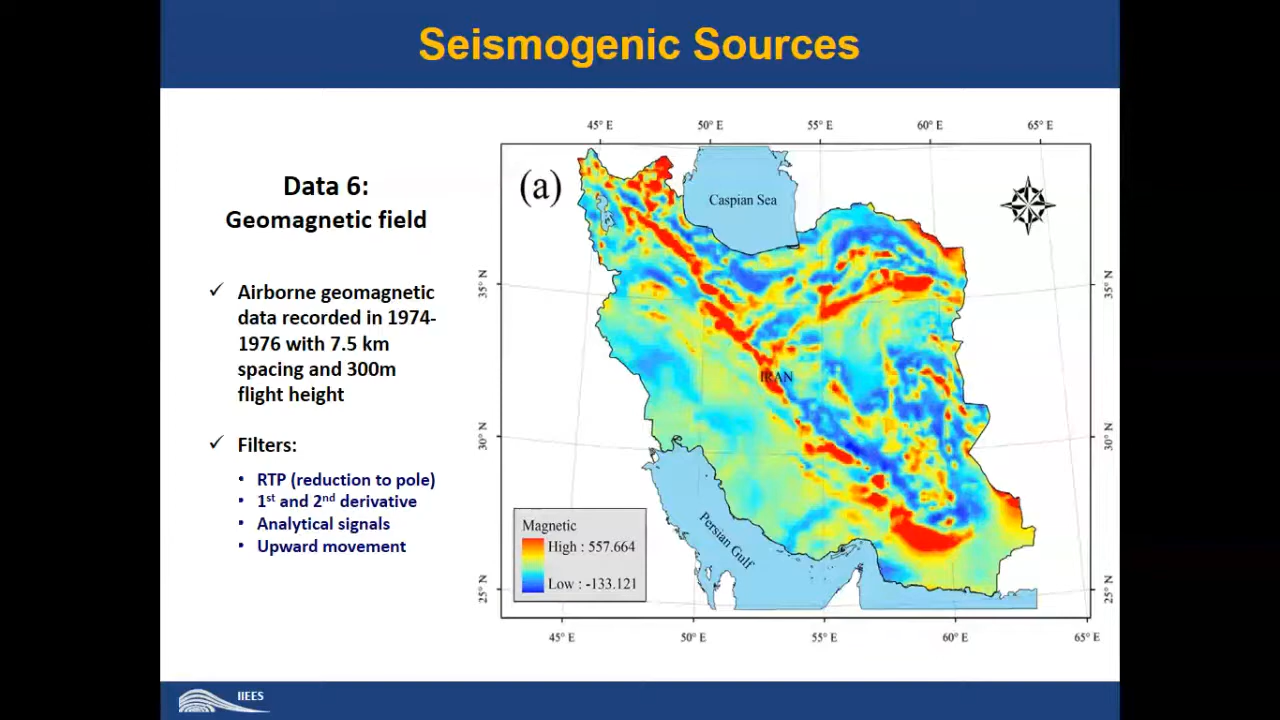 Seismogenic Sources
Data 6:
Geomagnetic field
✓ Airborne geomagnetic
data recorded in 1974-
1976 with 7.5 km
spacing and 300m
flight height
✓ Filters:
• RTP (reduction to pole)
• 1st and 2nd derivative
• Analytical signals
• Upward movement
45° E 50° E 55° E 60° E 65° E
(a)
Caspian Sea
35° N
35° N
IRAN
30° N
30° N
Persian Gulf
Magnetic
High : 557.664
Low : -133.121
25° N
25° N
45° E 50° E 55° E 60° E 65° E
IIEES